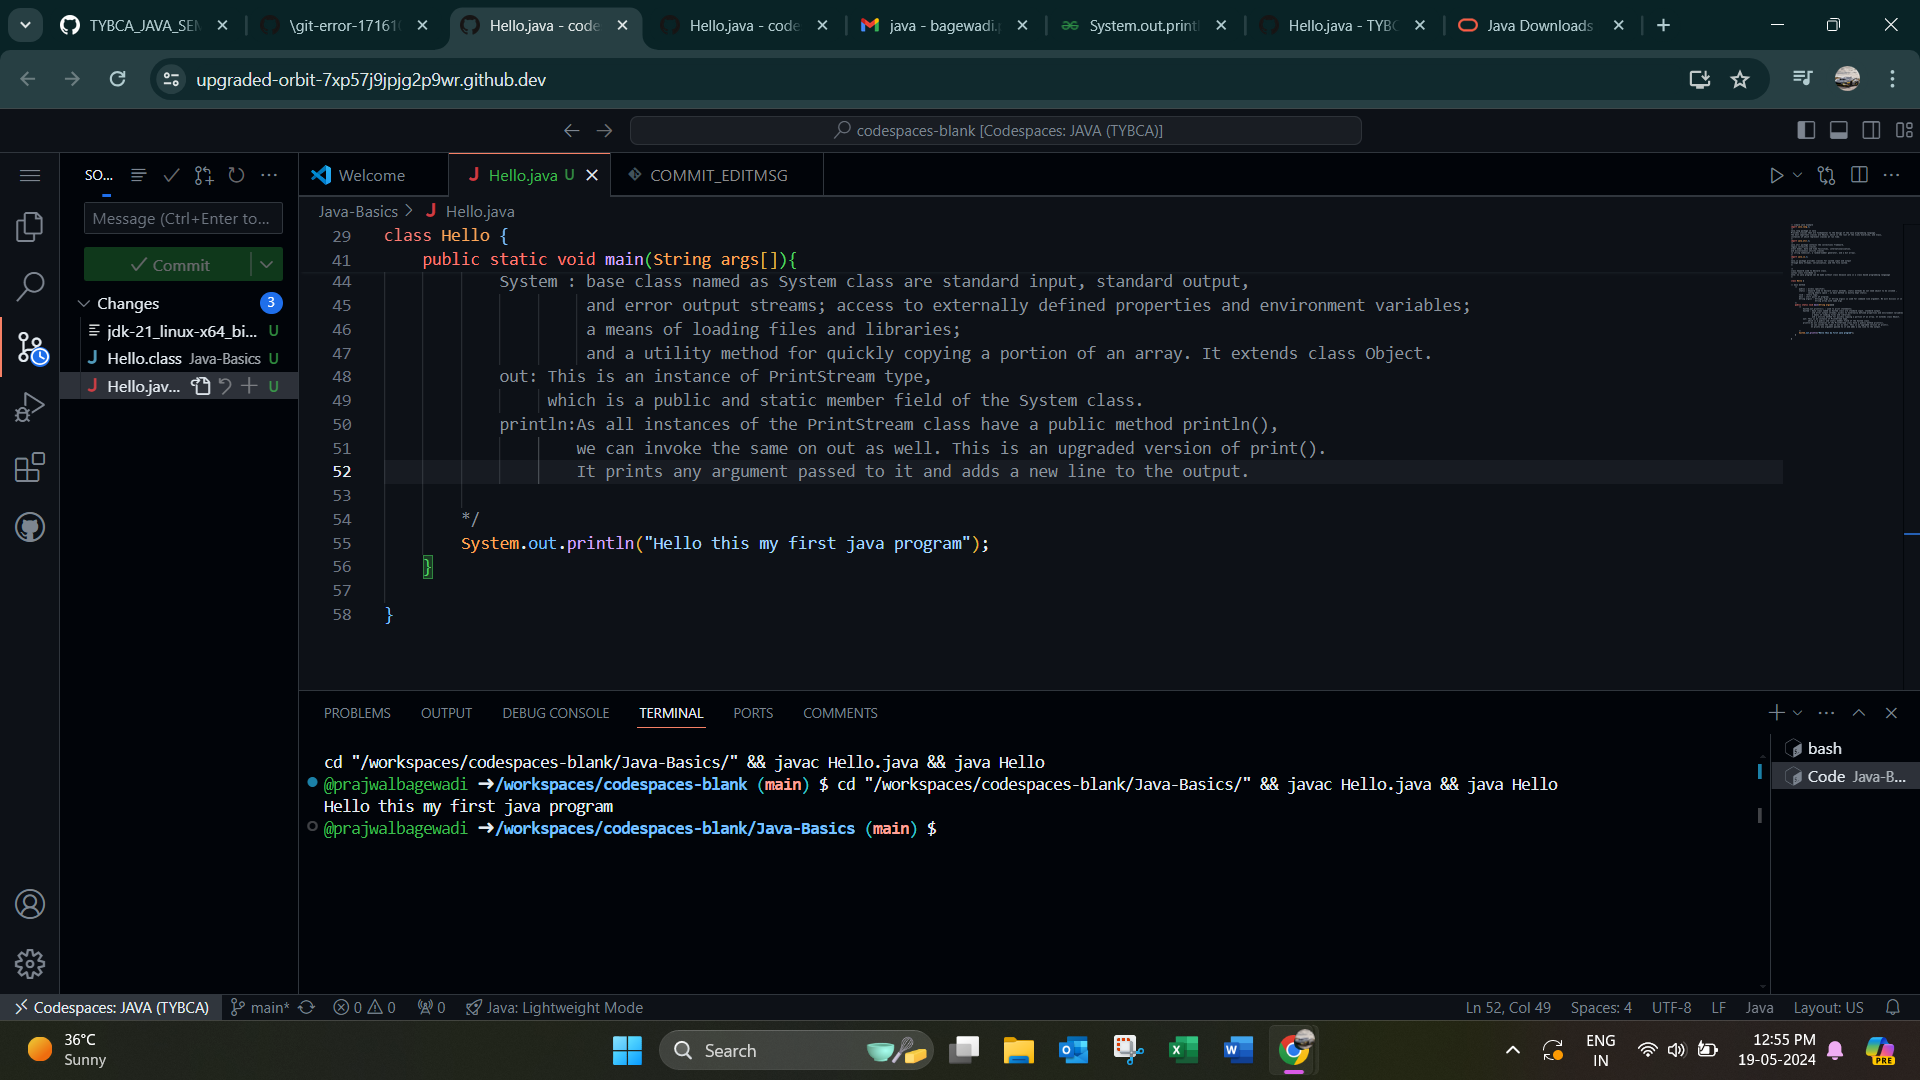 TYBCA_JAVA_SEM
\git-error-17161
Hello.java - code
Hello.java - code
java - bagewadi.p
System.out.print
Hello.java - TYBC
Java Downloads
upgraded-orbit-7xp57j9jpjg2p9wr.github.dev
codespaces-blank [Codespaces: JAVA (TYBCA)]
SO...
Message (Ctrl+Enter to...
Commit
Changes
3
jdk-21_linux-x64_bi... U
Hello.class Java-Basics U
Hello.jav... U
Welcome
Hello.java U
COMMIT_EDITMSG
Java-Basics > Hello.java
29 class Hello {
41 public static void main(String args[]){
44 System : base class named as System class are standard input, standard output,
45 and error output streams; access to externally defined properties and environment variables;
46 a means of loading files and libraries;
47 and a utility method for quickly copying a portion of an array. It extends class Object.
48 out: This is an instance of PrintStream type,
49 which is a public and static member field of the System class.
50 println:As all instances of the PrintStream class have a public method println(),
51 we can invoke the same on out as well. This is an upgraded version of print().
52 It prints any argument passed to it and adds a new line to the output.
53
54 */
55 System.out.println("Hello this my first java program");
56 }
57
58 }
PROBLEMS OUTPUT DEBUG CONSOLE TERMINAL PORTS COMMENTS
cd "/workspaces/codespaces-blank/Java-Basics/" && javac Hello.java && java Hello
@prajwalbagewadi ➜/workspaces/codespaces-blank (main) $ cd "/workspaces/codespaces-blank/Java-Basics/" && javac Hello.java && java Hello
Hello this my first java program
@prajwalbagewadi ➜/workspaces/codespaces-blank/Java-Basics (main) $
bash
Code Java-B...
Codespaces: JAVA (TYBCA) main* 0 0 0 Java: Lightweight Mode
Ln 52, Col 49 Spaces: 4 UTF-8 LF Java Layout: US
36°C
Sunny
Search
ENG
IN
12:55 PM
19-05-2024
PRE